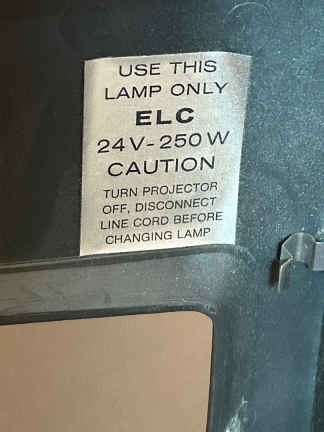 USE THIS
LAMP ONLY
ELC
24V-250W
CAUTION
TURN PROJECTOR
OFF, DISCONNECT
LINE CORD BEFORE
CHANGING LAMP